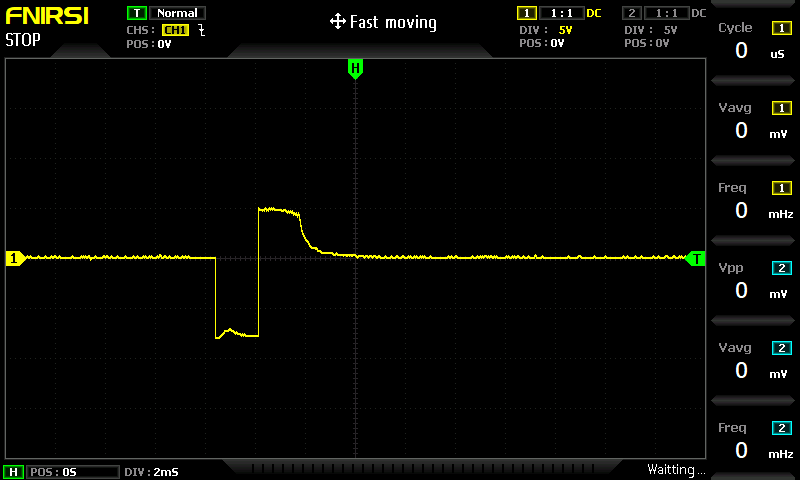 FNIRSI
STOP
T Normal
CHS: CH1
POS:0V
Fast moving
1 1:1 DC
DIV: 5V
POS:0V
2 1:1 DC
DIV: 5V
POS:0V
H
1
T
Cycle 1
0 uS
Vavg 1
0 mV
Freq 1
0 mHz
Vpp 2
0 mV
Vavg 2
0 mV
Freq 2
0 mHz
H POS:0S DIV:2mS
Waitting...